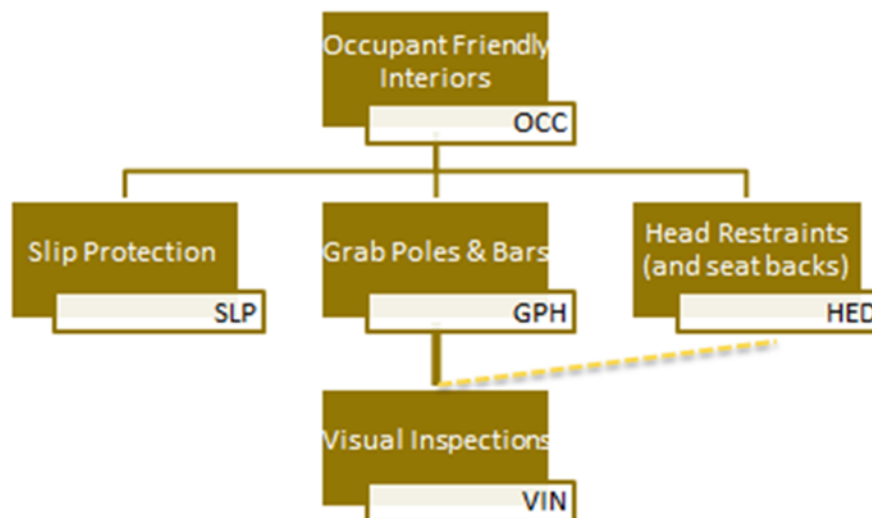 Occupant Friendly
Interiors
OCC
Slip Protection
SLP
Grab Poles & Bars
GPH
Head Restraints
(and seat backs)
HED
Visual Inspections
VIN